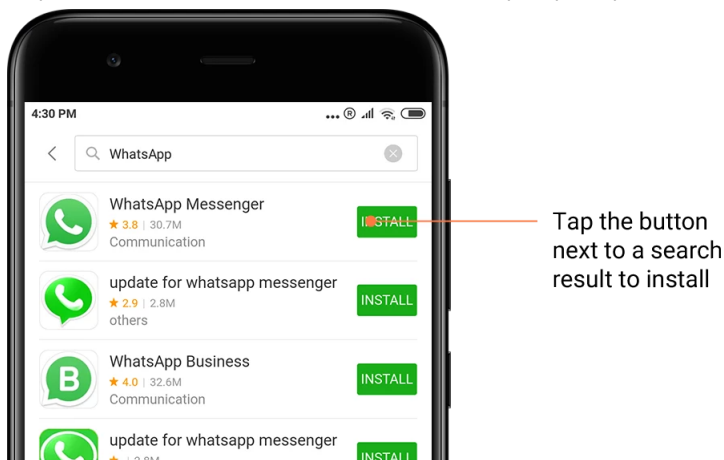 4:30 PM
WhatsApp
WhatsApp Messenger
3.8 | 30.7M
Communication
INSTALL
Tap the button
next to a search
result to install
update for whatsapp messenger
2.9 | 2.8M
others
INSTALL
WhatsApp Business
4.0 | 32.6M
Communication
INSTALL
update for whatsapp messenger
INSTALL